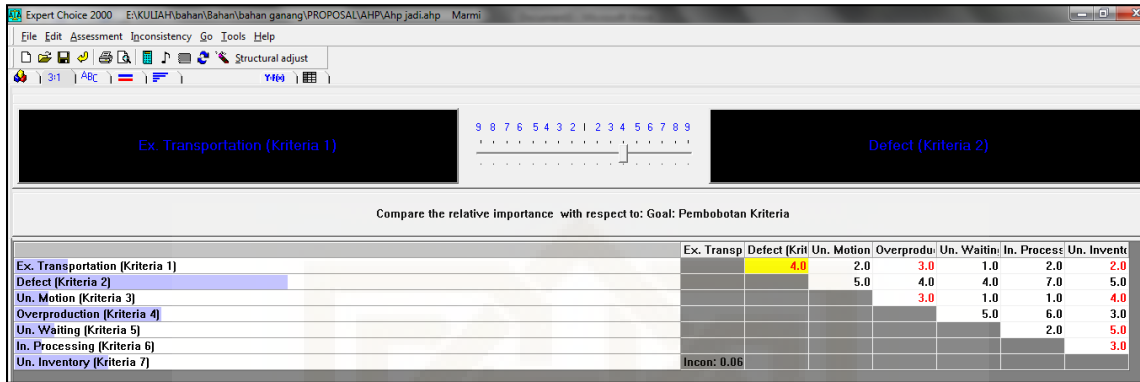 Expert Choice 2000 E:\KULIAH\bahan\Bahan\bahan ganang\PROPOSAL\AHP\Ahp jadi.ahp Marmi
File Edit Assessment Inconsistency Go Tools Help
Structural adjust
3:1 ABC Y=f(x)
9 8 7 6 5 4 3 2 1 2 3 4 5 6 7 8 9
Ex. Transportation (Kriteria 1) Defect (Kriteria 2)
Compare the relative importance with respect to: Goal: Pembobotan Kriteria
Ex. Transp Defect (Krit Un. Motion Overprodu Un. Waitin In. Process Un. Invento
Ex. Transportation (Kriteria 1) 4.0 2.0 3.0 1.0 2.0 2.0
Defect (Kriteria 2) 5.0 4.0 4.0 7.0 5.0
Un. Motion (Kriteria 3) 3.0 1.0 1.0 4.0
Overproduction (Kriteria 4) 5.0 6.0 3.0
Un. Waiting (Kriteria 5) 2.0 5.0
In. Processing (Kriteria 6) 3.0
Un. Inventory (Kriteria 7) Incon: 0.06